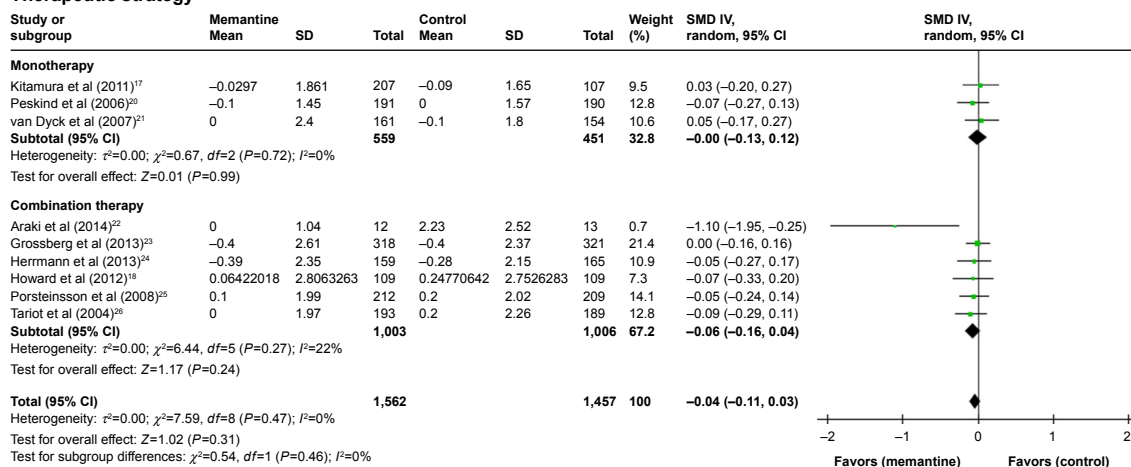 Therapeutic strategy
Study or subgroup Memantine Mean SD Total Control Mean SD Total Weight (%) SMD IV, random, 95% CI SMD IV, random, 95% CI
Monotherapy
Kitamura et al (2011)17 –0.0297 1.861 207 –0.09 1.65 107 9.5 0.03 (–0.20, 0.27)
Peskind et al (2006)20 –0.1 1.45 191 0 1.57 190 12.8 –0.07 (–0.27, 0.13)
van Dyck et al (2007)21 0 2.4 161 –0.1 1.8 154 10.6 0.05 (–0.17, 0.27)
Subtotal (95% CI) 559 451 32.8 –0.00 (–0.13, 0.12)
Heterogeneity: τ²=0.00; χ²=0.67, df=2 (P=0.72); I²=0%
Test for overall effect: Z=0.01 (P=0.99)
Combination therapy
Araki et al (2014)22 0 1.04 12 2.23 2.52 13 0.7 –1.10 (–1.95, –0.25)
Grossberg et al (2013)23 –0.4 2.61 318 –0.4 2.37 321 21.4 0.00 (–0.16, 0.16)
Herrmann et al (2013)24 –0.39 2.35 159 –0.28 2.15 165 10.9 –0.05 (–0.27, 0.17)
Howard et al (2012)18 0.06422018 2.8063263 109 0.24770642 2.7526283 109 7.3 –0.07 (–0.33, 0.20)
Porsteinsson et al (2008)25 0.1 1.99 212 0.2 2.02 209 14.1 –0.05 (–0.24, 0.14)
Tariot et al (2004)26 0 1.97 193 0.2 2.26 189 12.8 –0.09 (–0.29, 0.11)
Subtotal (95% CI) 1,003 1,006 67.2 –0.06 (–0.16, 0.04)
Heterogeneity: τ²=0.00; χ²=6.44, df=5 (P=0.27); I²=22%
Test for overall effect: Z=1.17 (P=0.24)
Total (95% CI) 1,562 1,457 100 –0.04 (–0.11, 0.03)
Heterogeneity: τ²=0.00; χ²=7.59, df=8 (P=0.47); I²=0%
Test for overall effect: Z=1.02 (P=0.31)
Test for subgroup differences: χ²=0.54, df=1 (P=0.46); I²=0%
–2 –1 0 1 2
Favors (memantine) Favors (control)